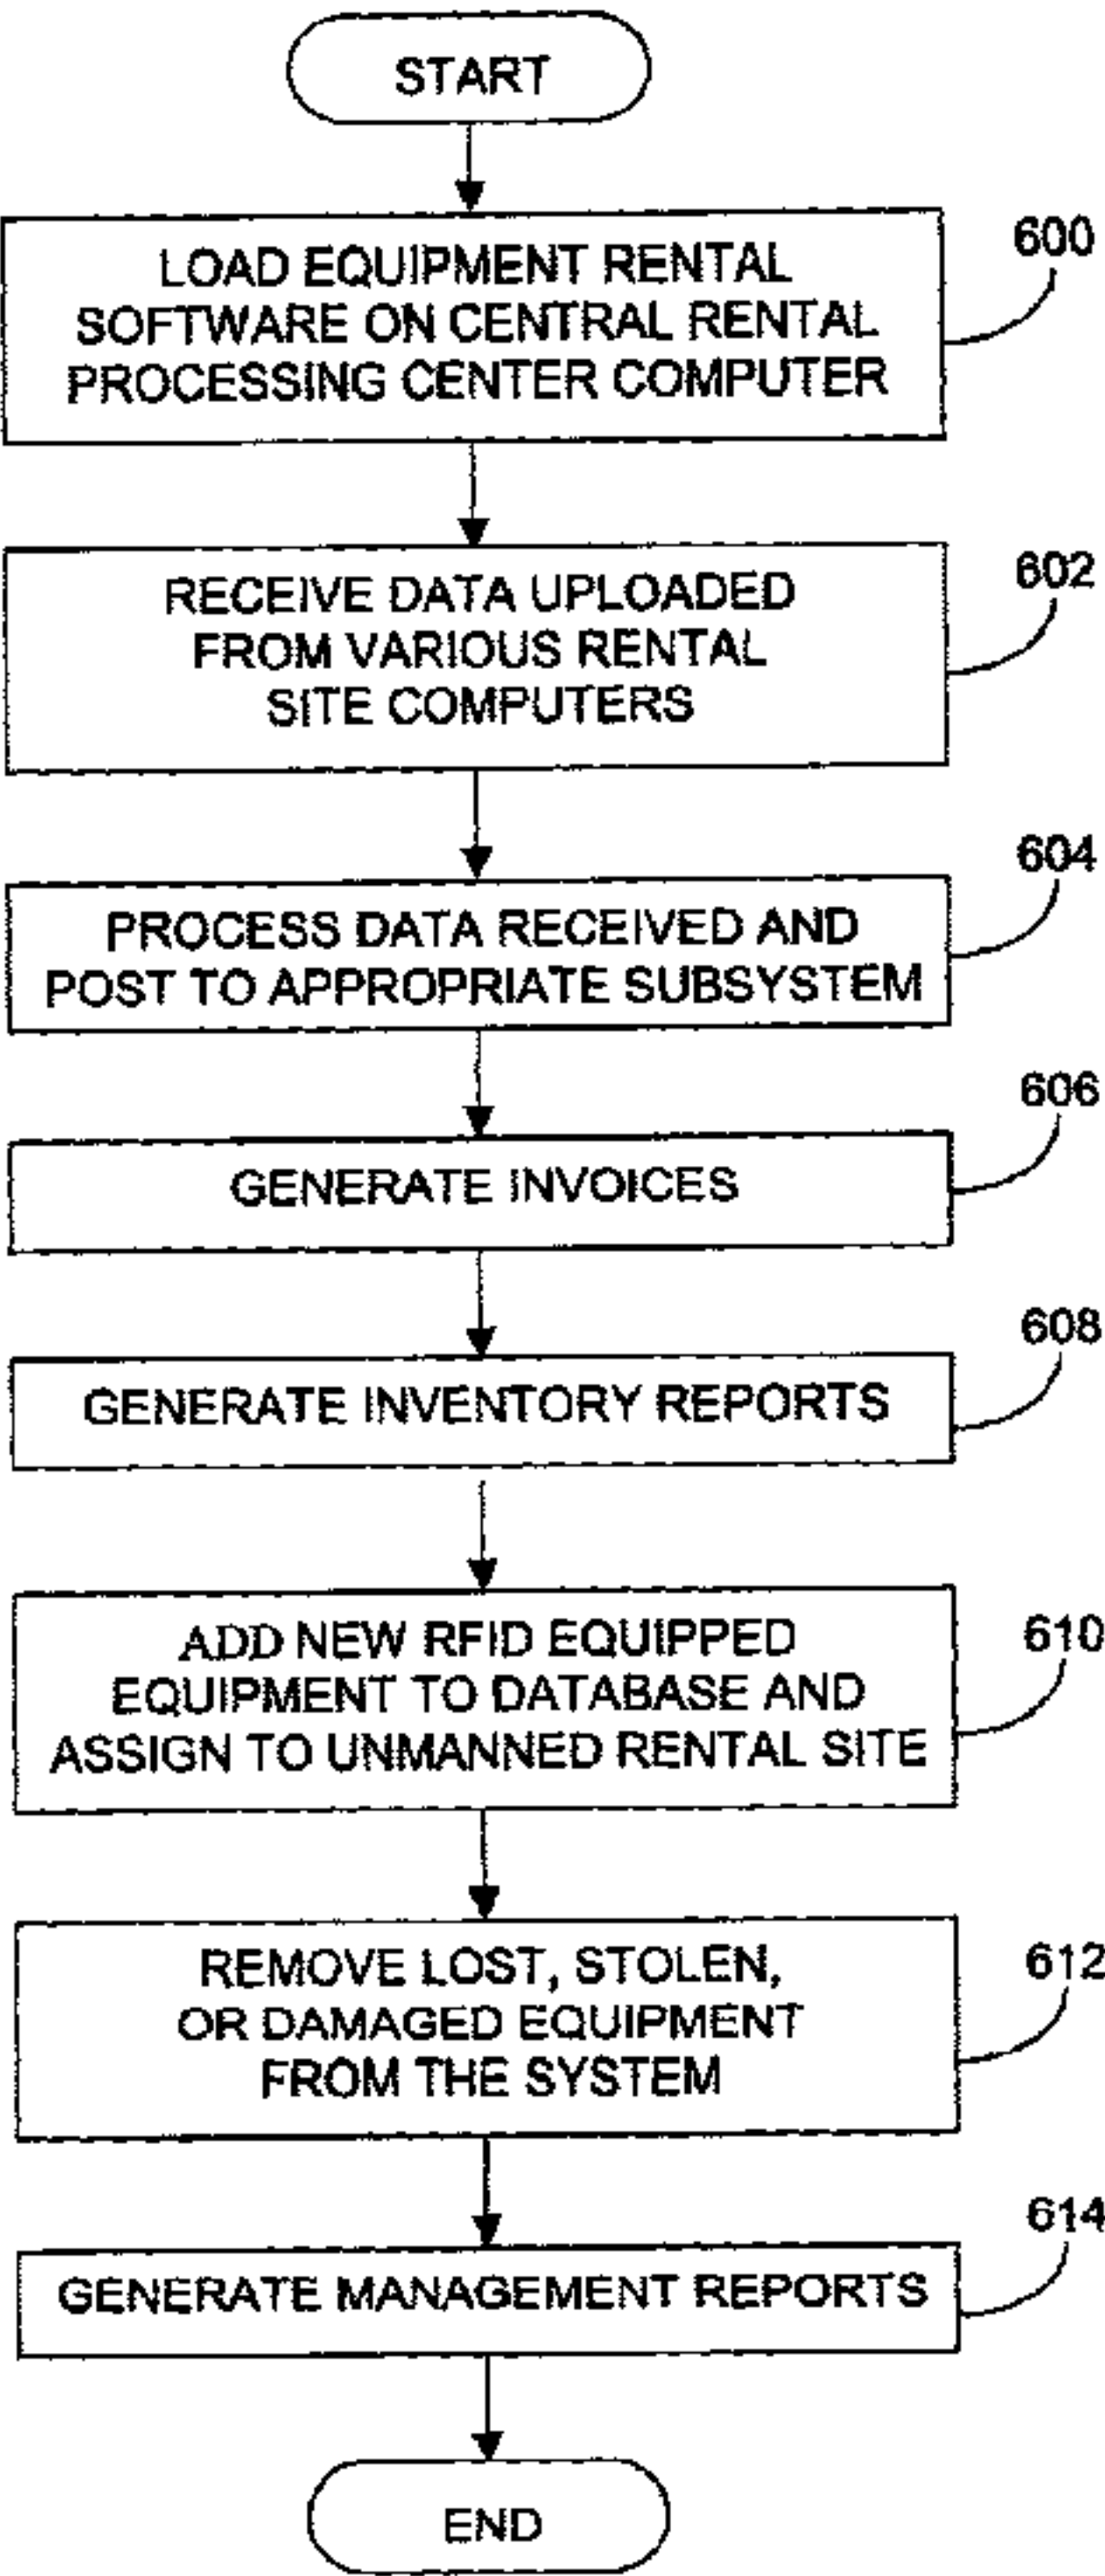 START
600
LOAD EQUIPMENT RENTAL
SOFTWARE ON CENTRAL RENTAL
PROCESSING CENTER COMPUTER
602
RECEIVE DATA UPLOADED
FROM VARIOUS RENTAL
SITE COMPUTERS
604
PROCESS DATA RECEIVED AND
POST TO APPROPRIATE SUBSYSTEM
606
GENERATE INVOICES
608
GENERATE INVENTORY REPORTS
610
ADD NEW RFID EQUIPPED
EQUIPMENT TO DATABASE AND
ASSIGN TO UNMANNED RENTAL SITE
612
REMOVE LOST, STOLEN,
OR DAMAGED EQUIPMENT
FROM THE SYSTEM
614
GENERATE MANAGEMENT REPORTS
END